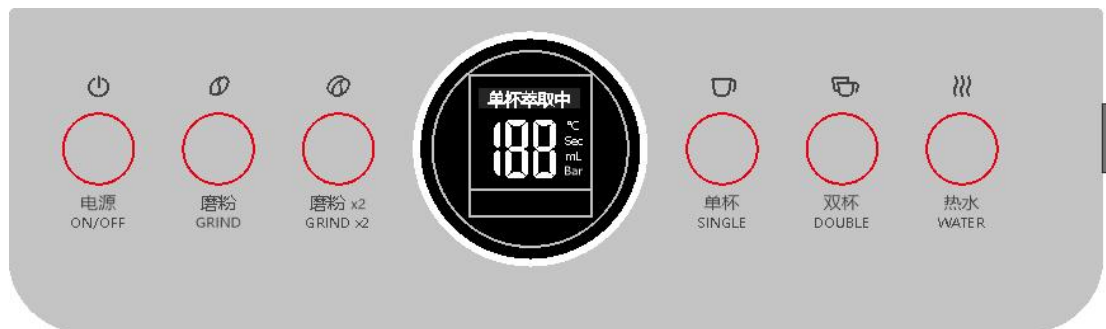 电源
ON/OFF
磨粉
GRIND
磨粉 x2
GRIND x2
单杯萃取中
188
℃
Sec
mL
Bar
单杯
SINGLE
双杯
DOUBLE
热水
WATER